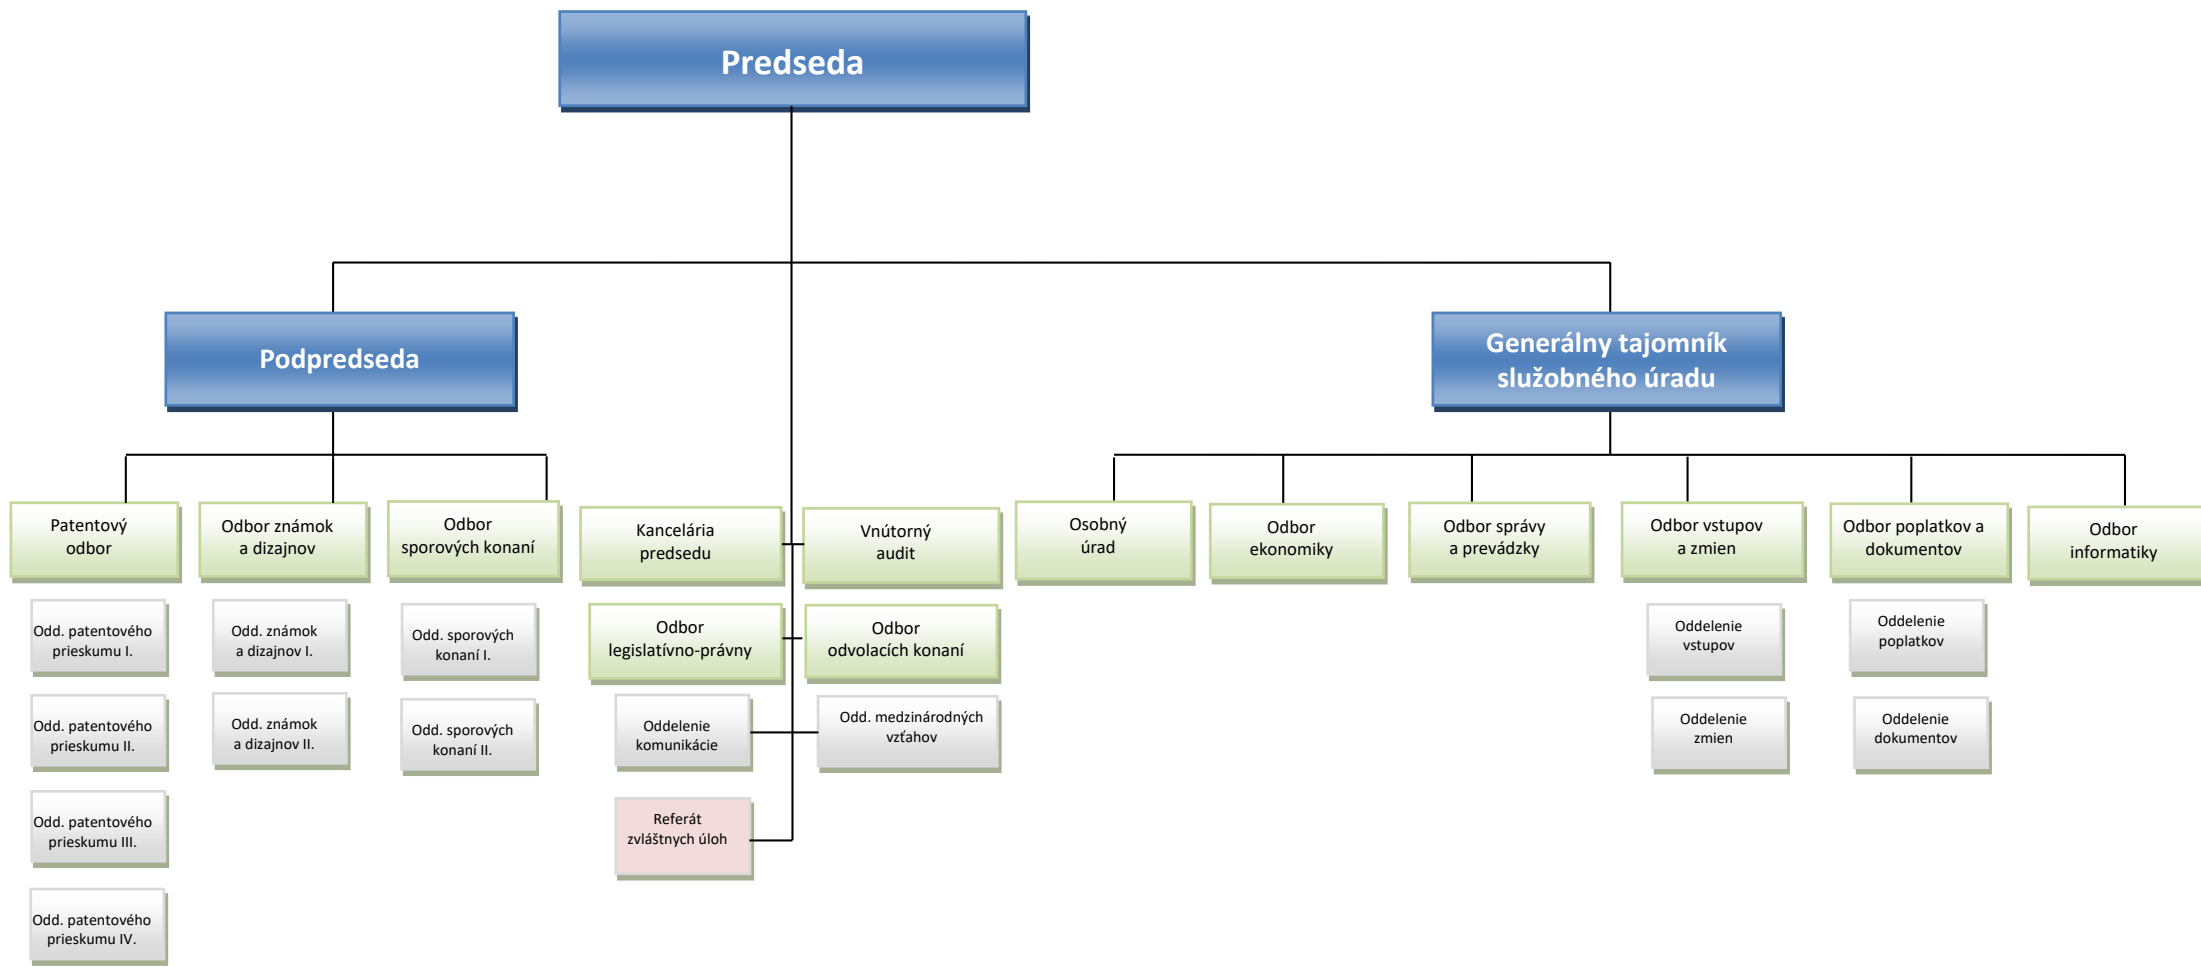 Predseda
Podpredseda
Generálny tajomník
služobného úradu
Patentový
odbor
Odbor známok
a dizajnov
Odbor
sporových konaní
Kancelária
predsedu
Vnútorný
audit
Osobný
úrad
Odbor
ekonomiky
Odbor správy
a prevádzky
Odbor vstupov
a zmien
Odbor poplatkov a
dokumentov
Odbor
informatiky
Odd. patentového
prieskumu I.
Odd. známok
a dizajnov I.
Odd. sporových
konaní I.
Odbor
legislatívno-právny
Odbor
odvolacích konaní
Oddelenie
vstupov
Oddelenie
poplatkov
Odd. patentového
prieskumu II.
Odd. známok
a dizajnov II.
Odd. sporových
konaní II.
Oddelenie
komunikácie
Odd. medzinárodných
vzťahov
Oddelenie
zmien
Oddelenie
dokumentov
Odd. patentového
prieskumu III.
Referát
zvláštnych úloh
Odd. patentového
prieskumu IV.